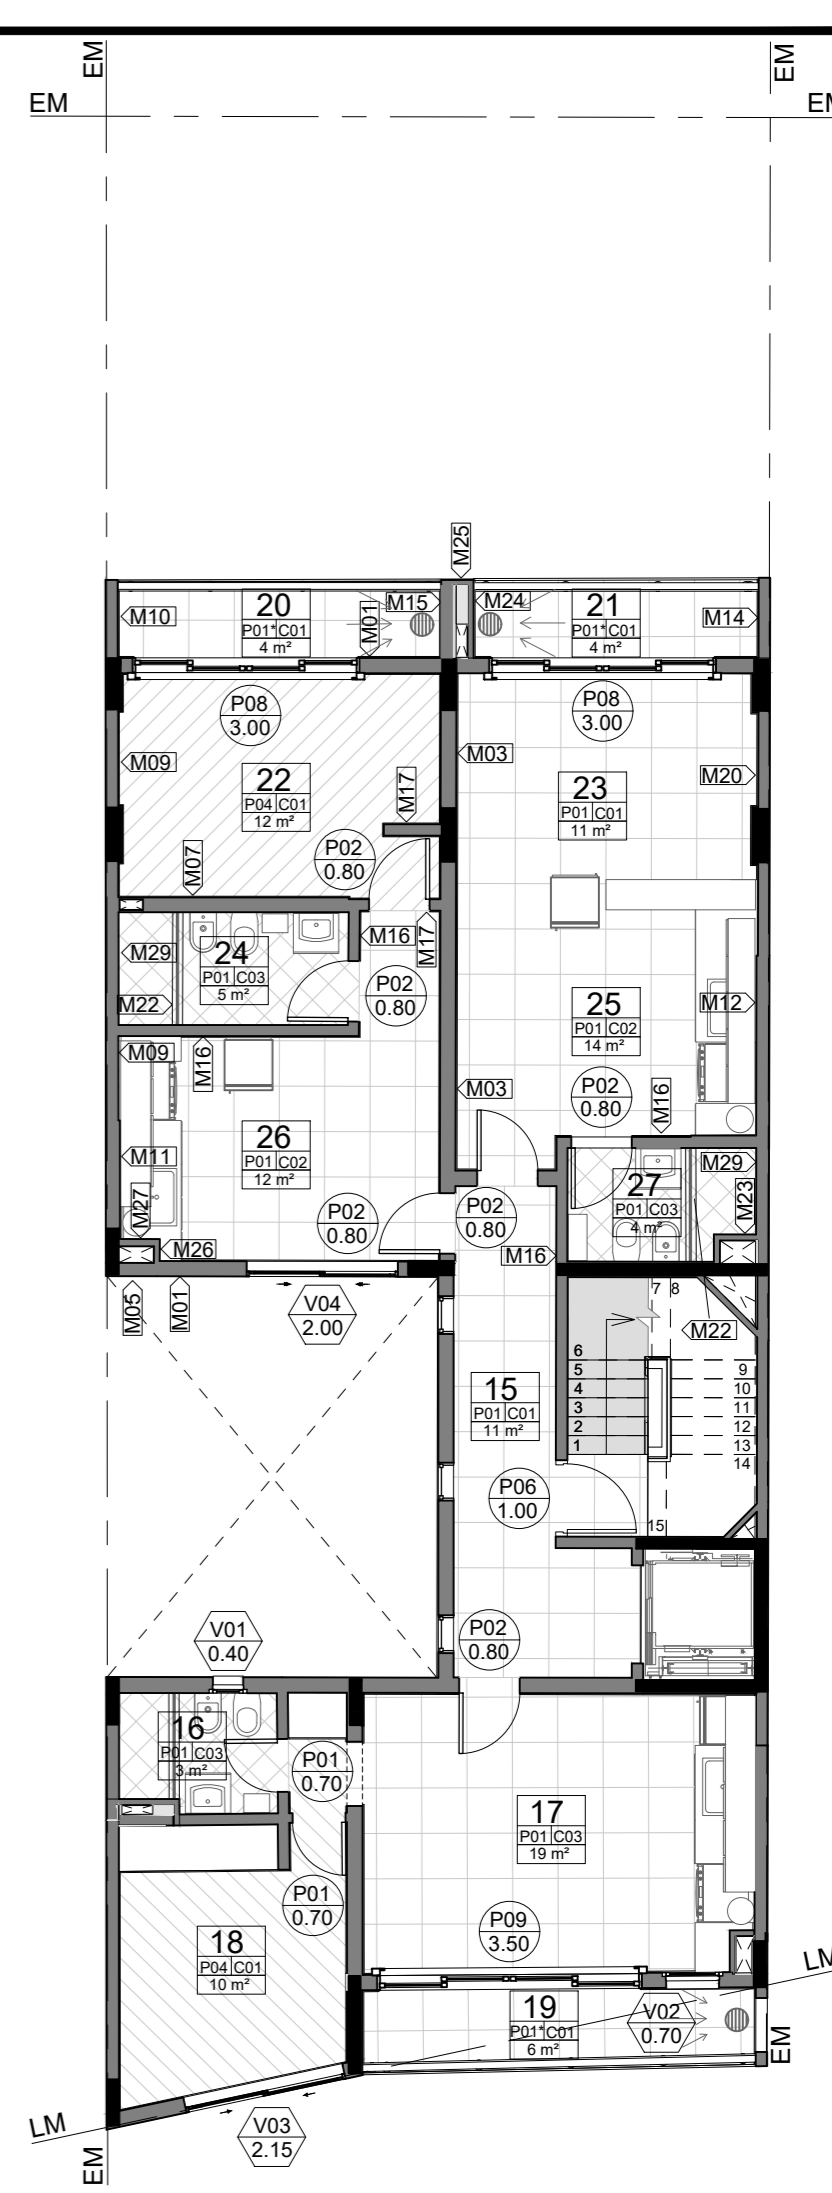 EM
EM
EM
EM
M25
M10
20
P01* C01
4 m²
M01
M15
M24
21
P01* C01
4 m²
M14
P08
3.00
P08
3.00
M09
M03
M20
22
P04 C01
12 m²
M17
23
P01 C01
11 m²
M07
P02
0.80
M29
24
P01 C03
5 m²
M16
M17
M22
P02
0.80
25
P01 C02
14 m²
M12
M09
M16
M03
P02
0.80
M16
M11
26
P01 C02
12 m²
M29
27
P01 C03
4 m²
M23
M27
P02
0.80
P02
0.80
M26
M16
M05
M01
V04
2.00
7 8
M22
6
5
4
3
2
1
9
10
11
12
13
14
15
P01 C01
11 m²
P06
1.00
15
V01
0.40
P02
0.80
16
P01 C03
3 m²
P01
0.70
17
P01 C03
19 m²
P01
0.70
P09
3.50
18
P04 C01
10 m²
LM
19
P01* C01
6 m²
V02
0.70
EM
LM
V03
2.15
EM